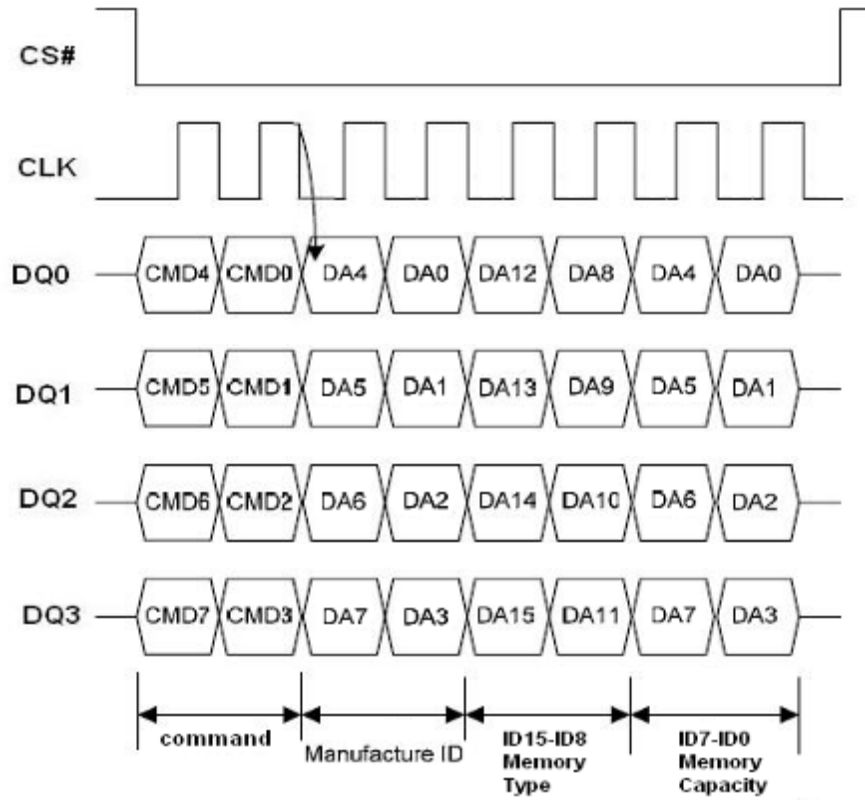 CS#
CLK
DQ0 CMD4 CMD0 DA4 DA0 DA12 DA8 DA4 DA0
DQ1 CMD5 CMD1 DA5 DA1 DA13 DA9 DA5 DA1
DQ2 CMD6 CMD2 DA6 DA2 DA14 DA10 DA6 DA2
DQ3 CMD7 CMD3 DA7 DA3 DA15 DA11 DA7 DA3
command
Manufacture ID
ID15-ID8
Memory
Type
ID7-ID0
Memory
Capacity